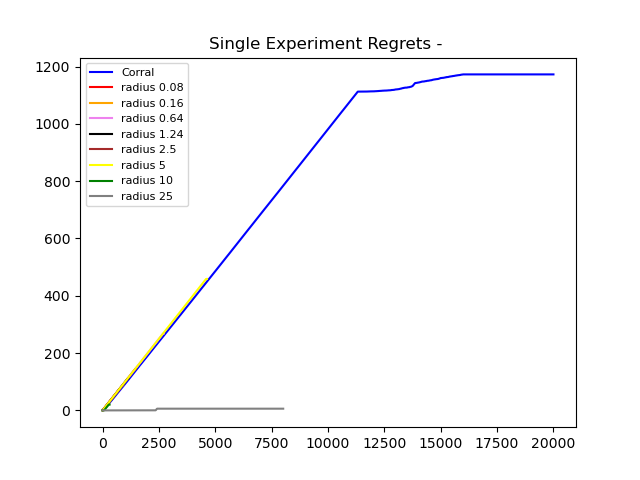 Single Experiment Regrets -
1200
1000
800
600
400
200
0
Corral
radius 0.08
radius 0.16
radius 0.64
radius 1.24
radius 2.5
radius 5
radius 10
radius 25
0 2500 5000 7500 10000 12500 15000 17500 20000